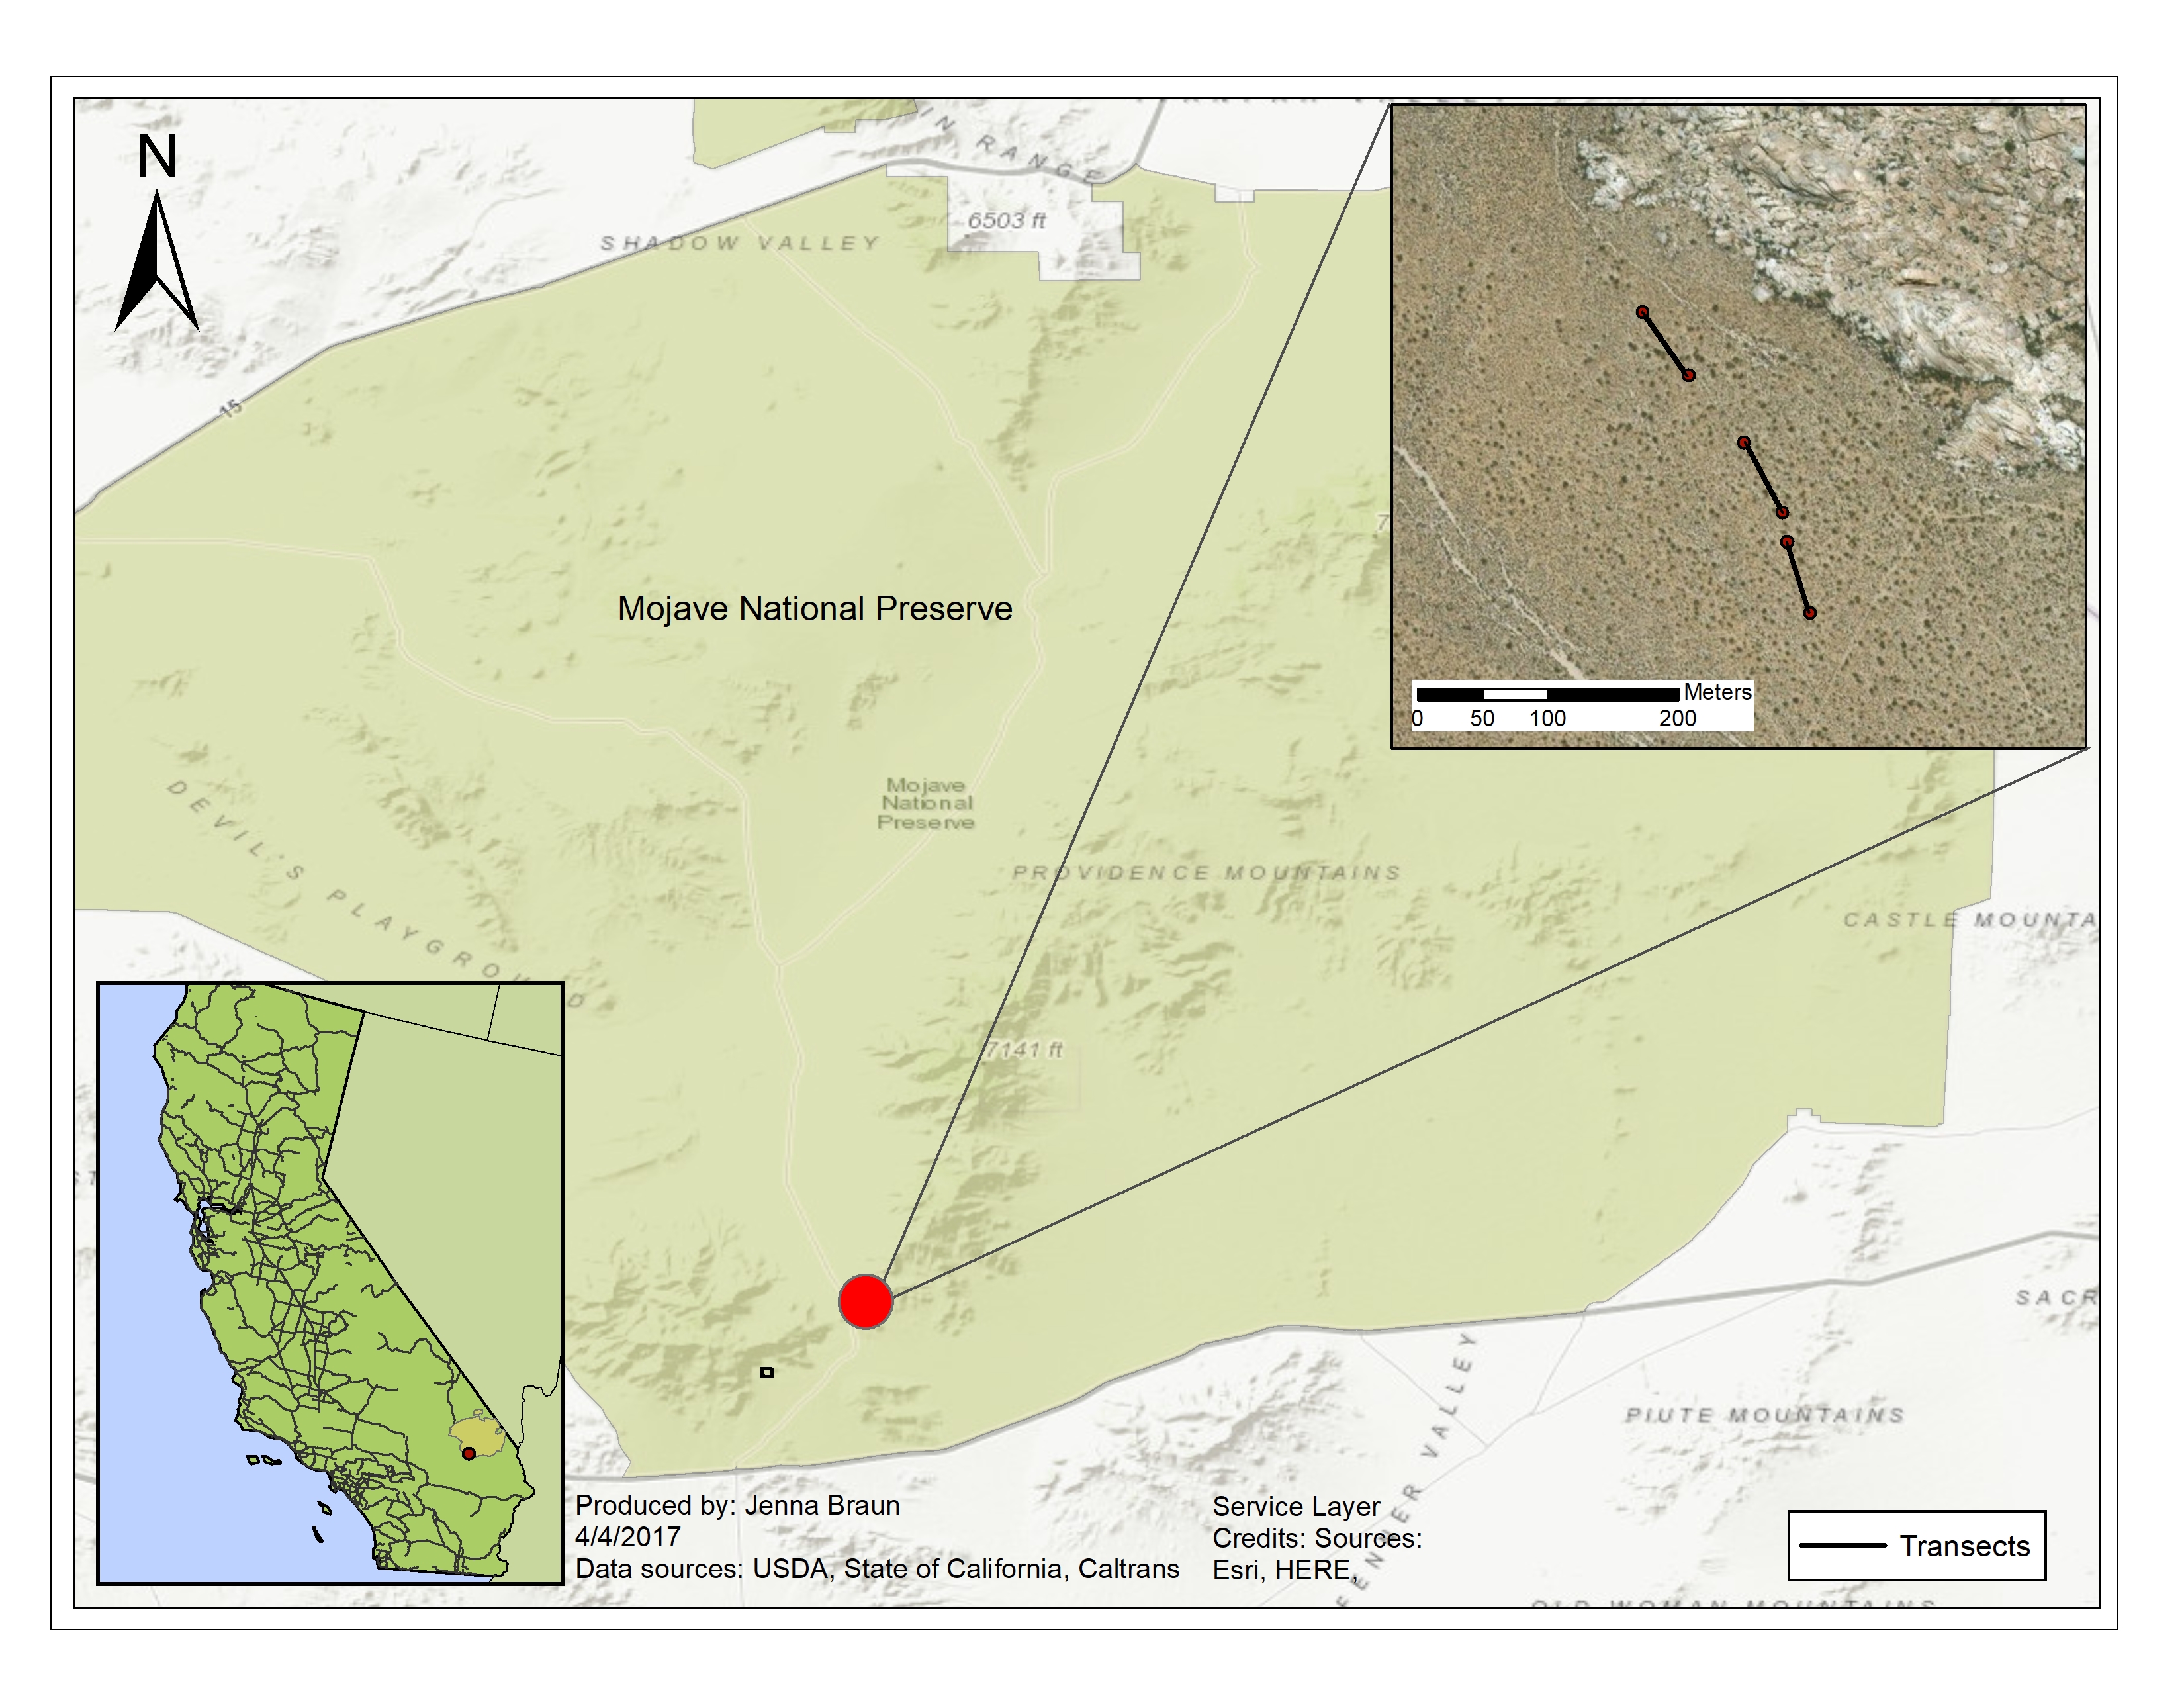 N
IN RANGE
6503 ft
SHADOW VALLEY
15
Mojave National Preserve
7
Meters
0 50 100 200
Mojave
National
Preserve
DEVIL'S PLAYGROUND
PROVIDENCE MOUNTAINS
CASTLE MOUNTA
7141 ft
SACR
PIUTE MOUNTAINS
FENNER VALLEY
OLD WOMAN MOUNTAINS
Produced by: Jenna Braun
4/4/2017
Data sources: USDA, State of California, Caltrans
Service Layer
Credits: Sources:
Esri, HERE,
Transects